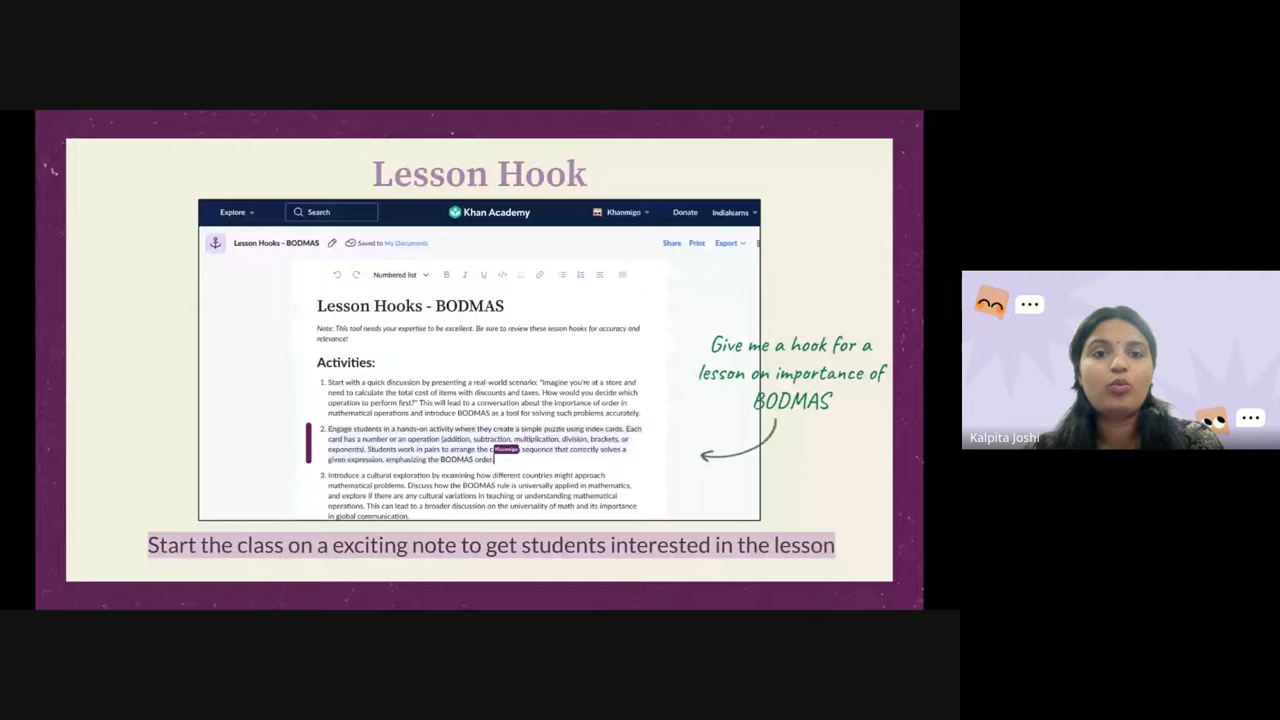 Lesson Hook
Explore
Search
Khan Academy
Khanmigo
Donate
Indialearns
Lesson Hooks - BODMAS
Saved to My Documents
Share
Print
Export
Numbered list
B
I
U
Lesson Hooks - BODMAS
Note: This tool needs your expertise to be excellent. Be sure to review these lesson hooks for accuracy and
relevance!
Activities:
1. Start with a quick discussion by presenting a real-world scenario: "Imagine you're at a store and
need to calculate the total cost of items with discounts and taxes. How would you decide which
operation to perform first?" This will lead to a conversation about the importance of order in
mathematical operations and introduce BODMAS as a tool for solving such problems accurately.
2. Engage students in a hands-on activity where they create a simple puzzle using index cards. Each
card has a number or an operation (addition, subtraction, multiplication, division, brackets, or
exponents). Students work in pairs to arrange the Khanmigo sequence that correctly solves a
given expression, emphasizing the BODMAS order.
3. Introduce a cultural exploration by examining how different countries might approach
mathematical problems. Discuss how the BODMAS rule is universally applied in mathematics,
and explore if there are any cultural variations in teaching or understanding mathematical
operations. This can lead to a broader discussion on the universality of math and its importance
in global communication.
Give me a hook for a
lesson on importance of
BODMAS
Start the class on a exciting note to get students interested in the lesson
Kalpita Joshi